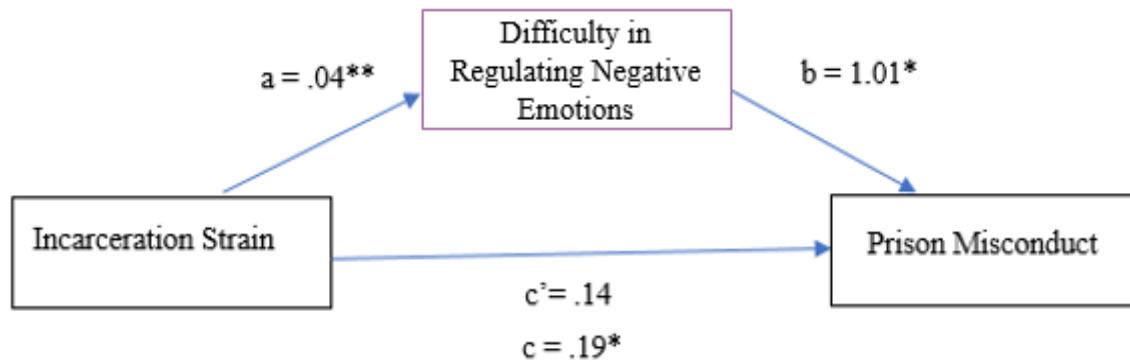 Difficulty in
Regulating Negative
Emotions
a = .04**
b = 1.01*
Incarceration Strain
Prison Misconduct
c’= .14
c = .19*